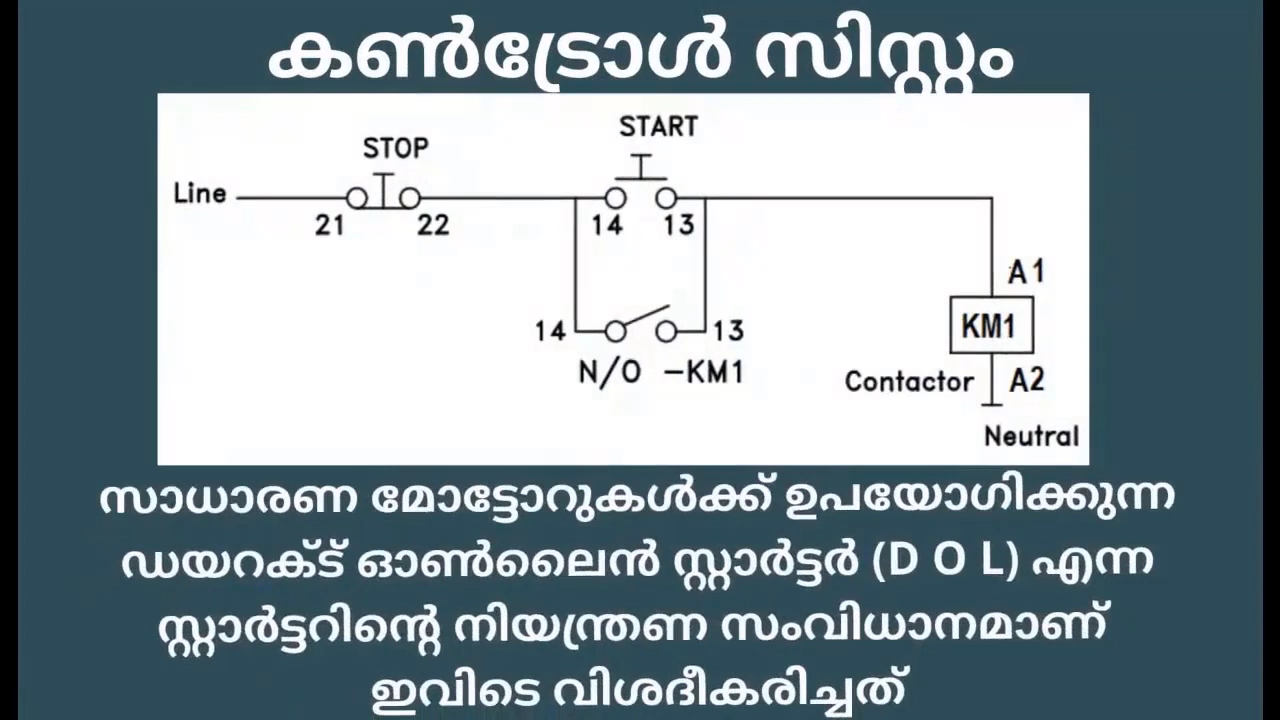 കൺട്രോൾ സിസ്റ്റം
START
STOP
Line
21 22 14 13
A1
14 13
KM1
N/O -KM1
Contactor A2
Neutral
സാധാരണ മോട്ടോറുകൾക്ക് ഉപയോഗിക്കുന്ന
ഡയറക്ട് ഓൺലൈൻ സ്റ്റാർട്ടർ (D O L) എന്ന
സ്റ്റാർട്ടറിന്റെ നിയന്ത്രണ സംവിധാനമാണ്
ഇവിടെ വിശദീകരിച്ചത്